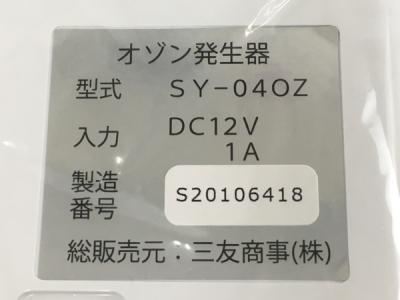 オゾン発生器
型式 SY-04OZ
入力 DC12V
1A
製造
番号 S20106418
総販売元:三友商事(株)